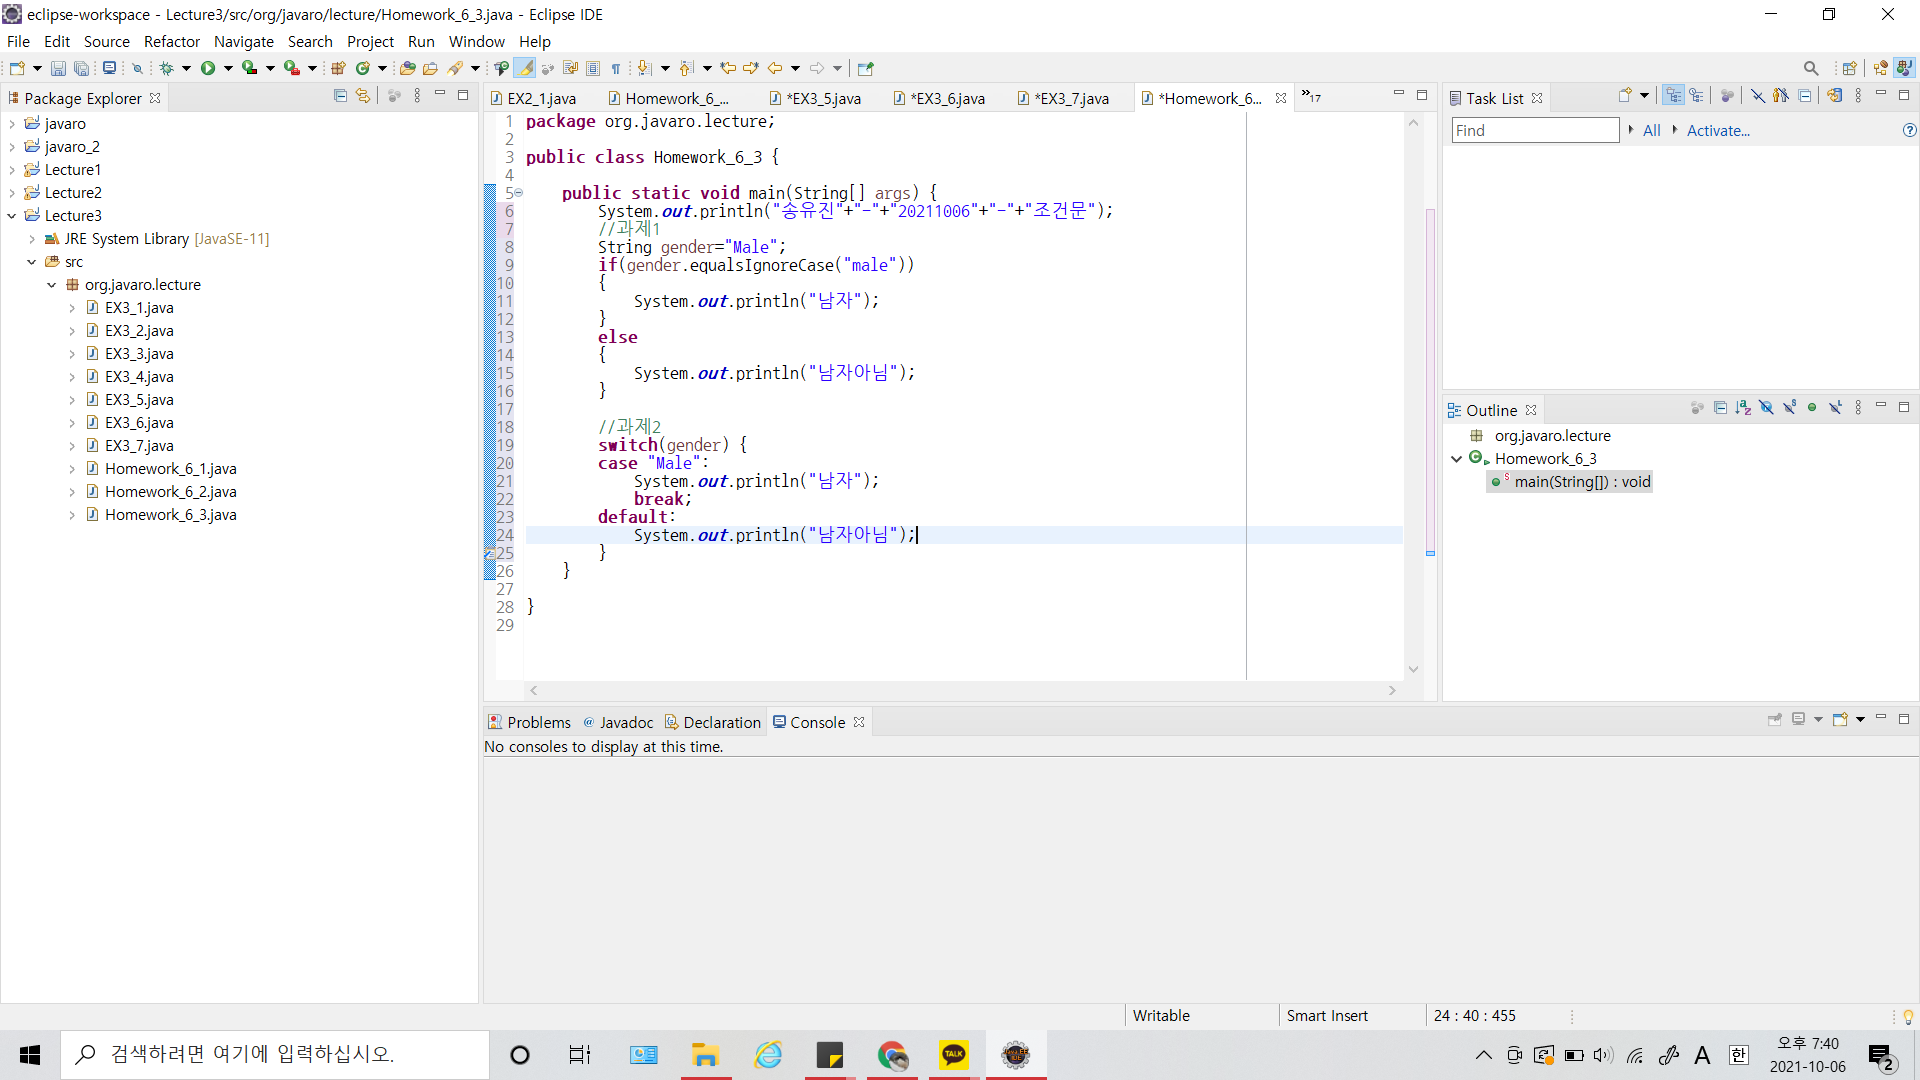 eclipse-workspace - Lecture3/src/org/javaro/lecture/Homework_6_3.java - Eclipse IDE
File Edit Source Refactor Navigate Search Project Run Window Help
Package Explorer
javaro
javaro_2
Lecture1
Lecture2
Lecture3
JRE System Library [JavaSE-11]
src
org.javaro.lecture
EX3_1.java
EX3_2.java
EX3_3.java
EX3_4.java
EX3_5.java
EX3_6.java
EX3_7.java
Homework_6_1.java
Homework_6_2.java
Homework_6_3.java
EX2_1.java Homework_6_... *EX3_5.java *EX3_6.java *EX3_7.java *Homework_6... »17
1 package org.javaro.lecture;
2
3 public class Homework_6_3 {
4
5 public static void main(String[] args) {
6 System.out.println("송유진"+"-"+"20211006"+"-"+"조건문");
7 //과제1
8 String gender="Male";
9 if(gender.equalsIgnoreCase("male"))
10 {
11 System.out.println("남자");
12 }
13 else
14 {
15 System.out.println("남자아님");
16 }
17
18 //과제2
19 switch(gender) {
20 case "Male":
21 System.out.println("남자");
22 break;
23 default:
24 System.out.println("남자아님");
25 }
26 }
27
28 }
29
Task List
Find All Activate...
Outline
org.javaro.lecture
Homework_6_3
main(String[]) : void
Problems Javadoc Declaration Console
No consoles to display at this time.
Writable Smart Insert 24 : 40 : 455
검색하려면 여기에 입력하십시오.
TALK
A 한
오후 7:40
2021-10-06
2